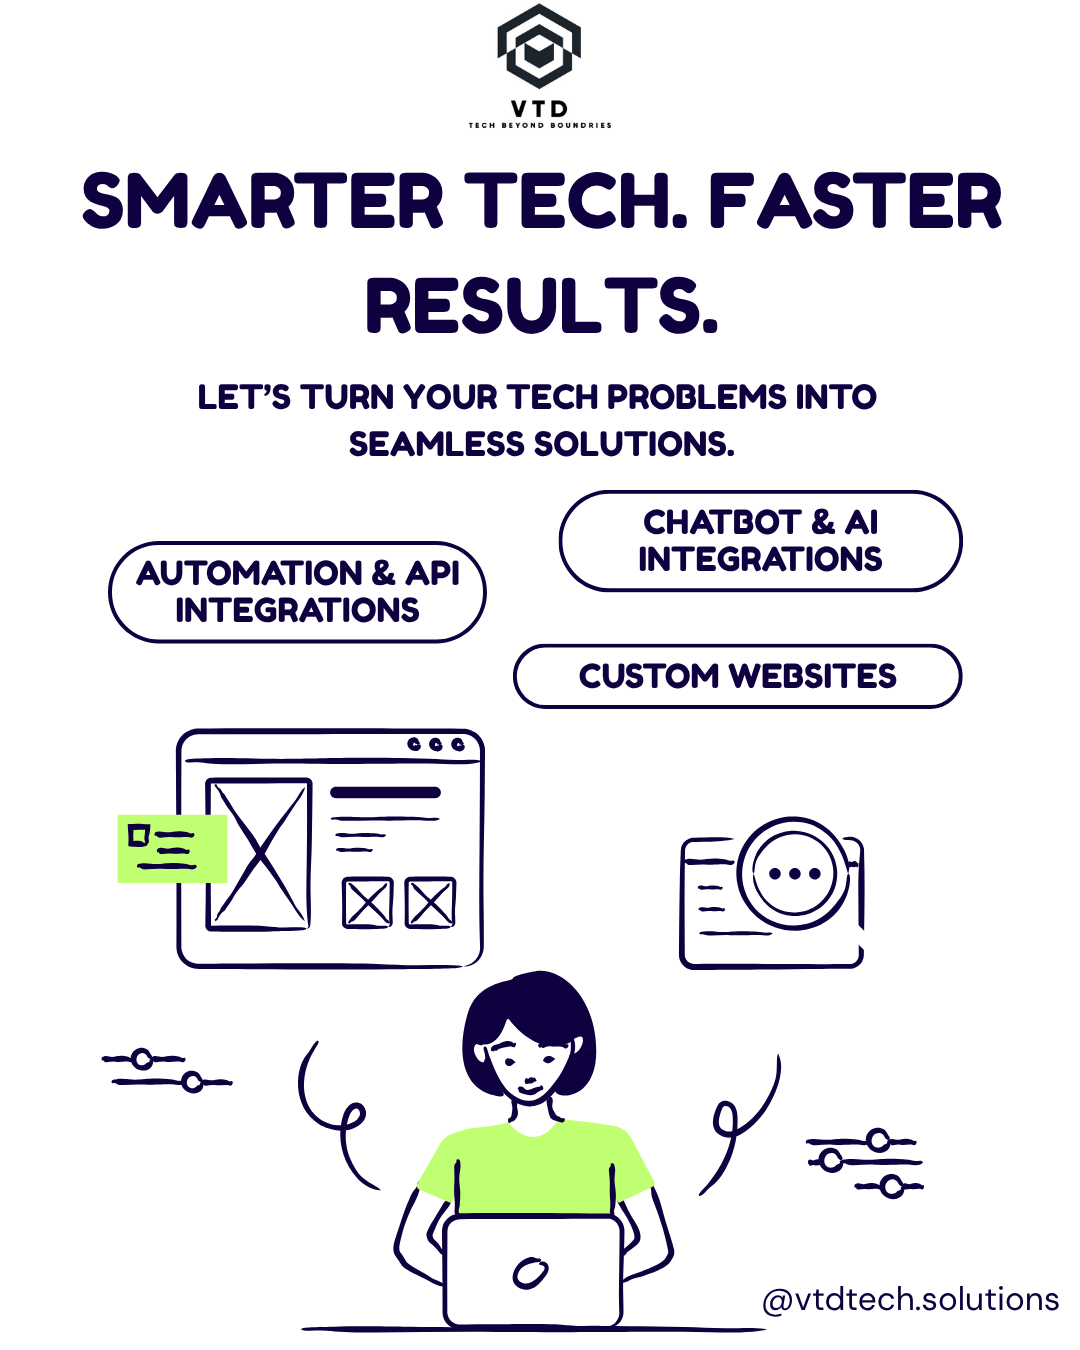 VTD
TECH BEYOND BOUNDRIES
SMARTER TECH. FASTER
RESULTS.
LET'S TURN YOUR TECH PROBLEMS INTO
SEAMLESS SOLUTIONS.
CHATBOT & AI
INTEGRATIONS
AUTOMATION & API
INTEGRATIONS
CUSTOM WEBSITES
@vtdtech.solutions